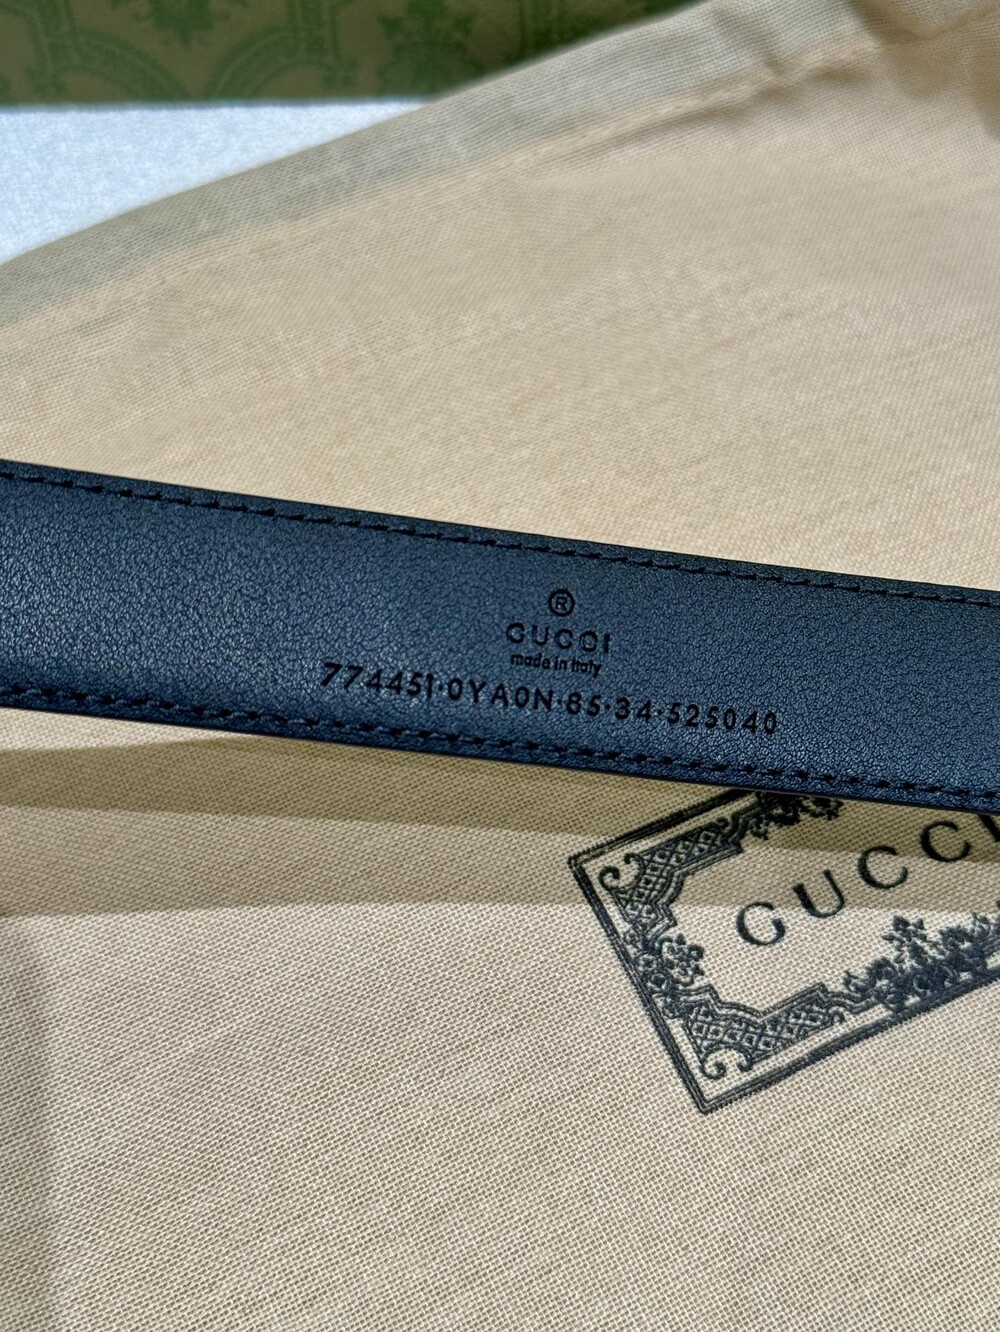 ®
GUCCI
made in Italy
774451·0YA0N·85·34·525040
GUCCI